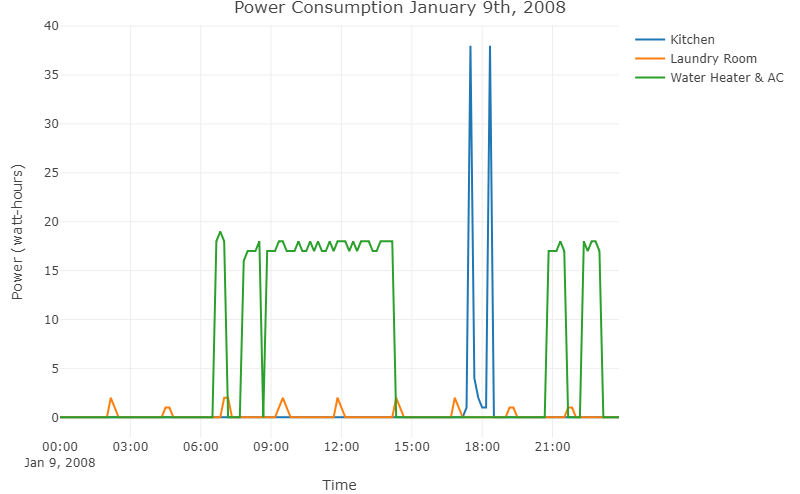 Power Consumption January 9th, 2008
40
35
30
25
20
15
10
5
0
Power (watt-hours)
00:00 03:00 06:00 09:00 12:00 15:00 18:00 21:00
Jan 9, 2008
Time
Kitchen
Laundry Room
Water Heater & AC